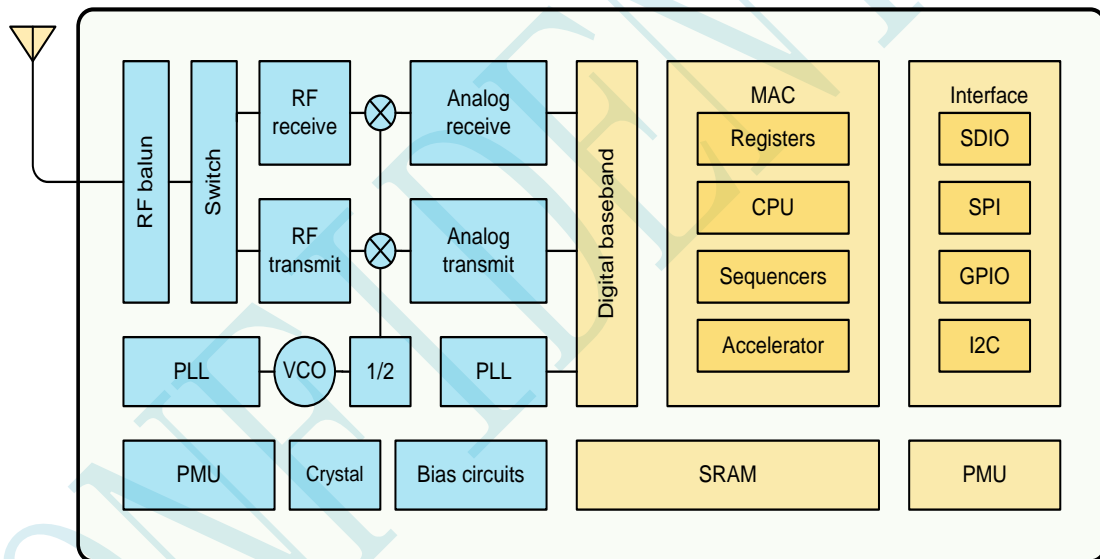 RF balun
Switch
RF
receive
Analog
receive
RF
transmit
Analog
transmit
PLL
VCO
1/2
PLL
Digital baseband
MAC
Registers
CPU
Sequencers
Accelerator
Interface
SDIO
SPI
GPIO
I2C
PMU
Crystal
Bias circuits
SRAM
PMU